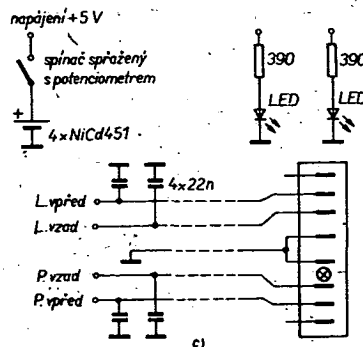 napájení +5 V
spínač spřažený
s potenciometrem
+
4×NiCd451
390
390
LED
LED
4×22n
L.vpřed
L.vzad
P.vzad
P.vpřed
c)